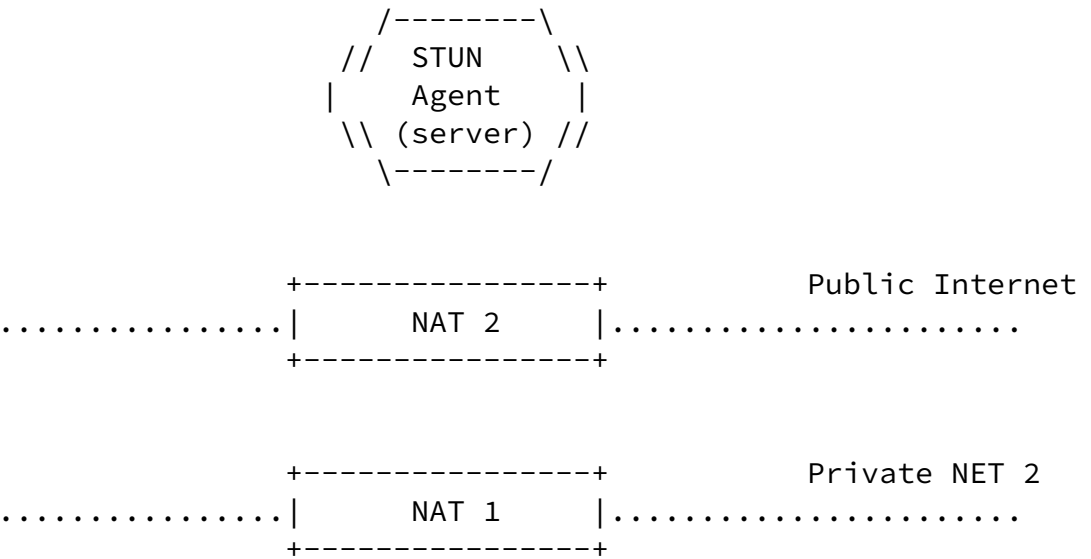 /--------\
// STUN \\
| Agent |
\\ (server) //
\--------/
+----------------+ Public Internet
................| NAT 2 |.......................
+----------------+
+----------------+ Private NET 2
................| NAT 1 |.......................
+----------------+